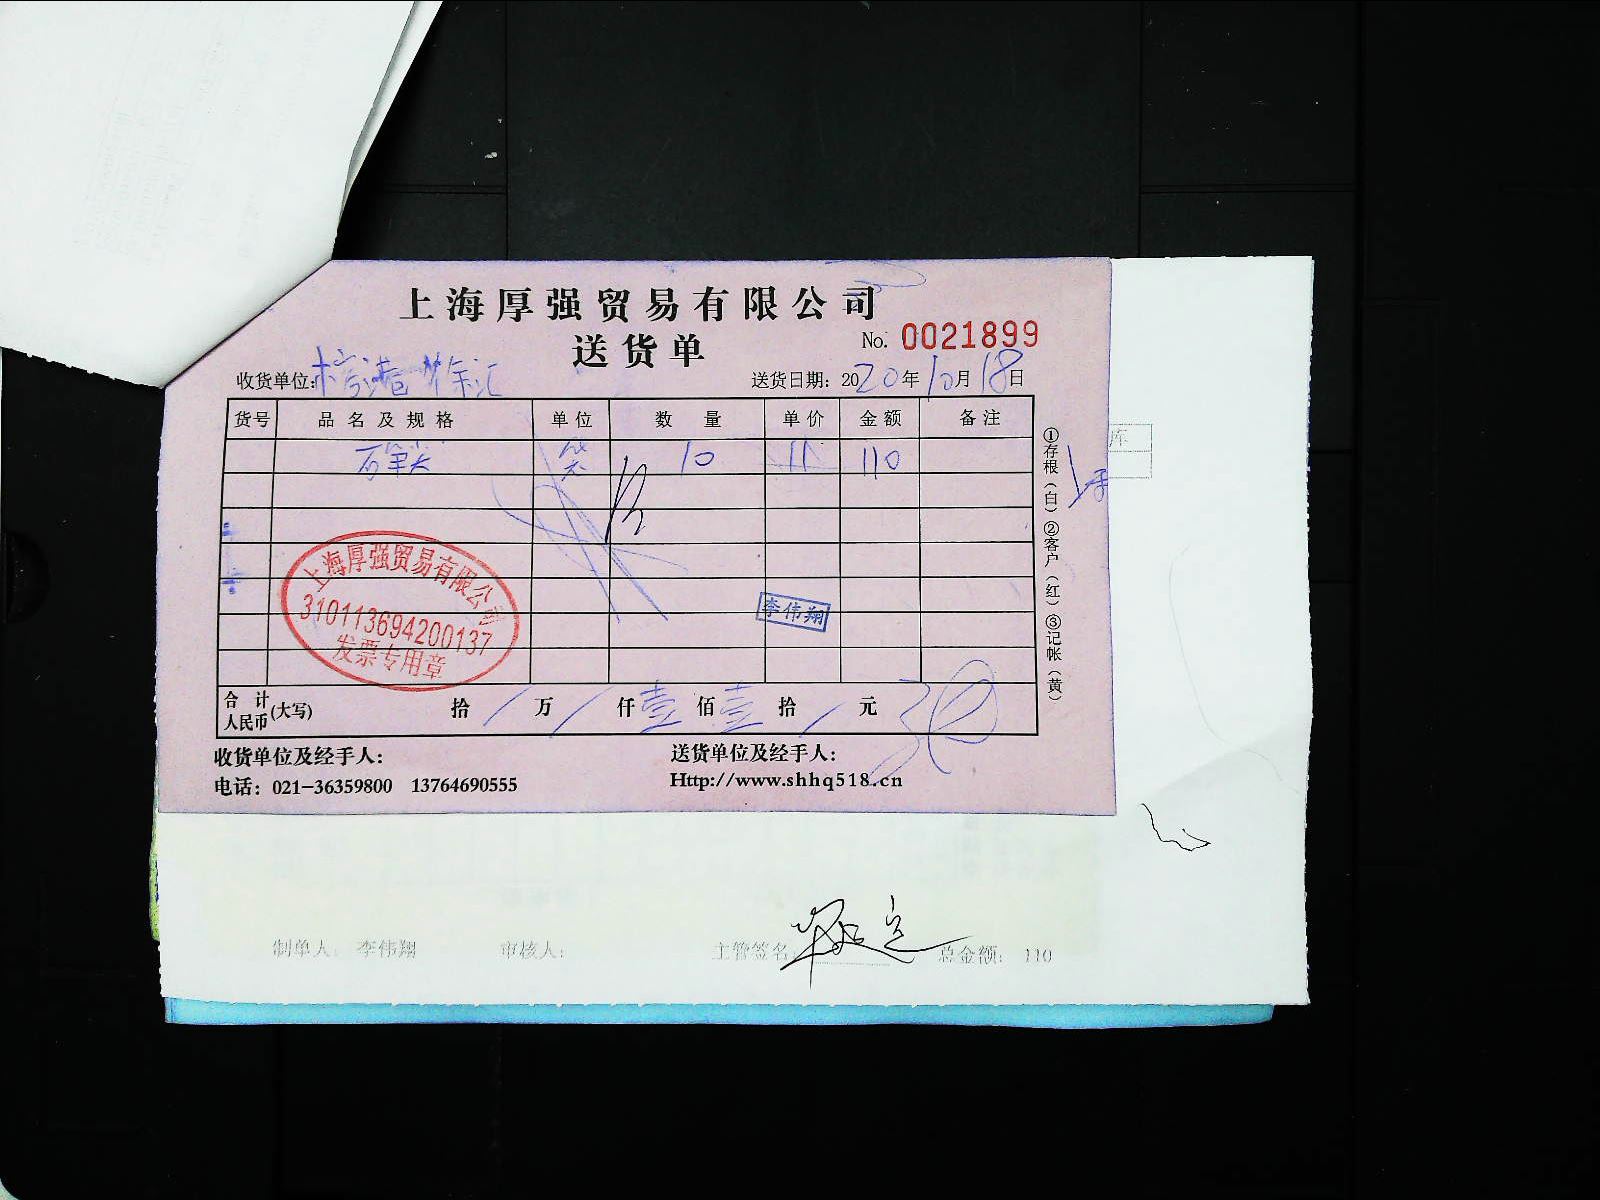 上海厚强贸易有限公司
送货单
No. 0021899
收货单位: 徐汇
送货日期: 2020年10月18日
货号 品名及规格 单位 数量 单价 金额 备注
石笔尖 10 11 110
上海厚强贸易有限公司
310113694200137
发票专用章
李伟翔
合计人民币(大写) 拾 / 万 / 仟 壹 佰 壹 拾 / 元
①存根(白) ②客户(红) ③记帐(黄)
库
收货单位及经手人: 送货单位及经手人:
电话: 021-36359800 13764690555 Http://www.shhq518.cn
制单人: 李伟翔 审核人: 主管签名: 总金额: 110